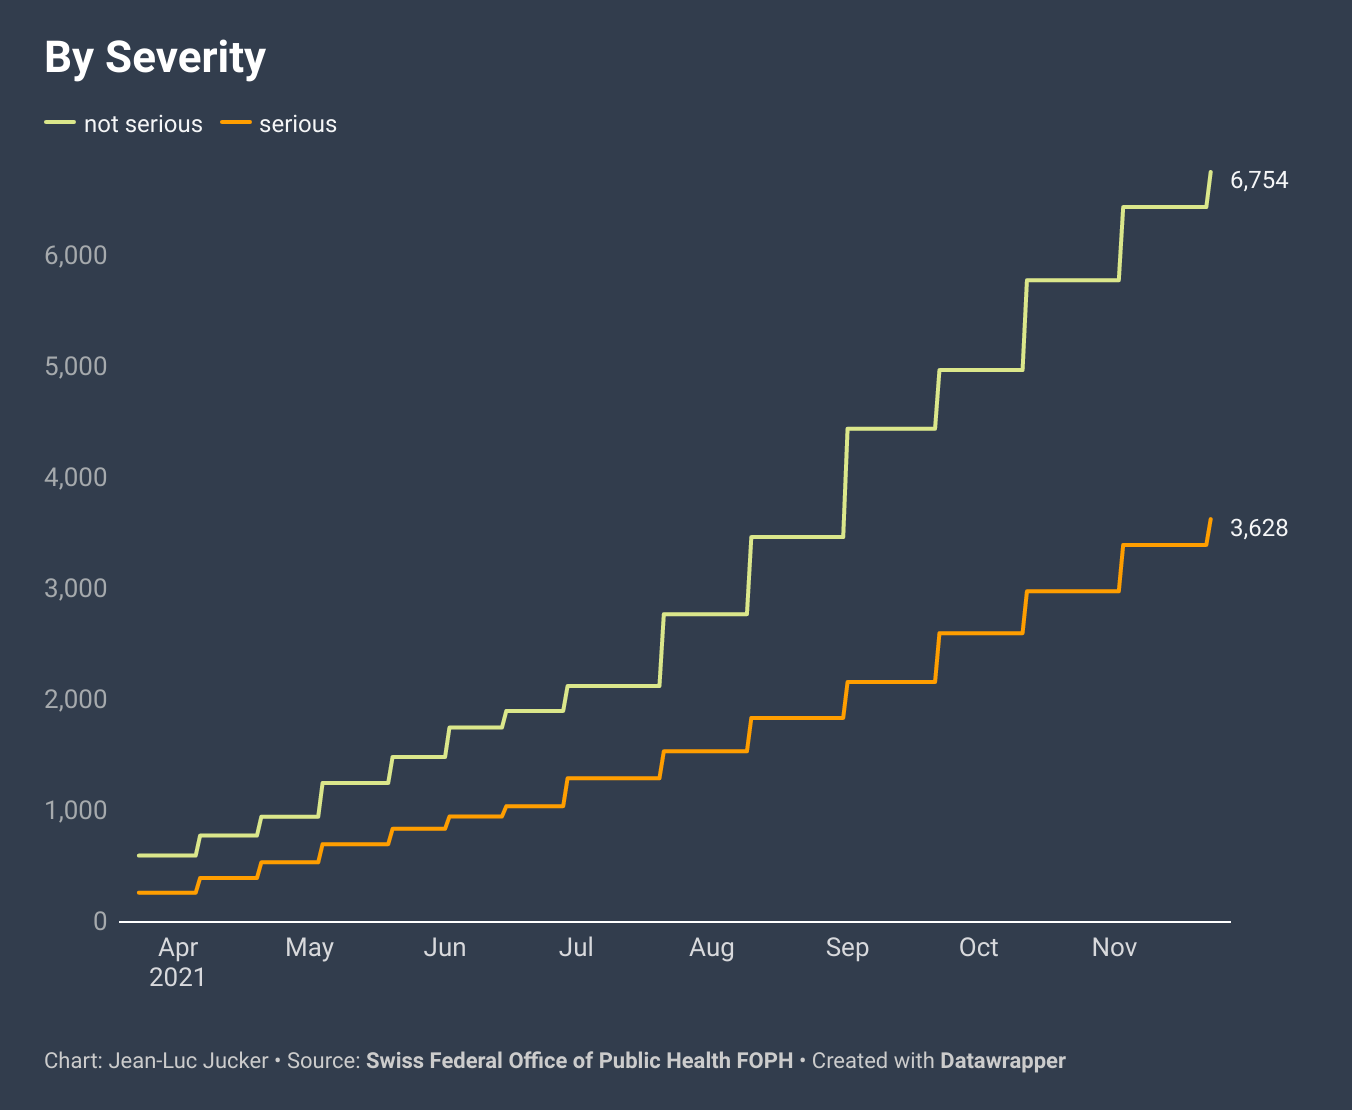 By Severity
not serious serious
6,754
6,000
5,000
4,000
3,628
3,000
2,000
1,000
0
Apr May Jun Jul Aug Sep Oct Nov
2021
Chart: Jean-Luc Jucker • Source: Swiss Federal Office of Public Health FOPH • Created with Datawrapper